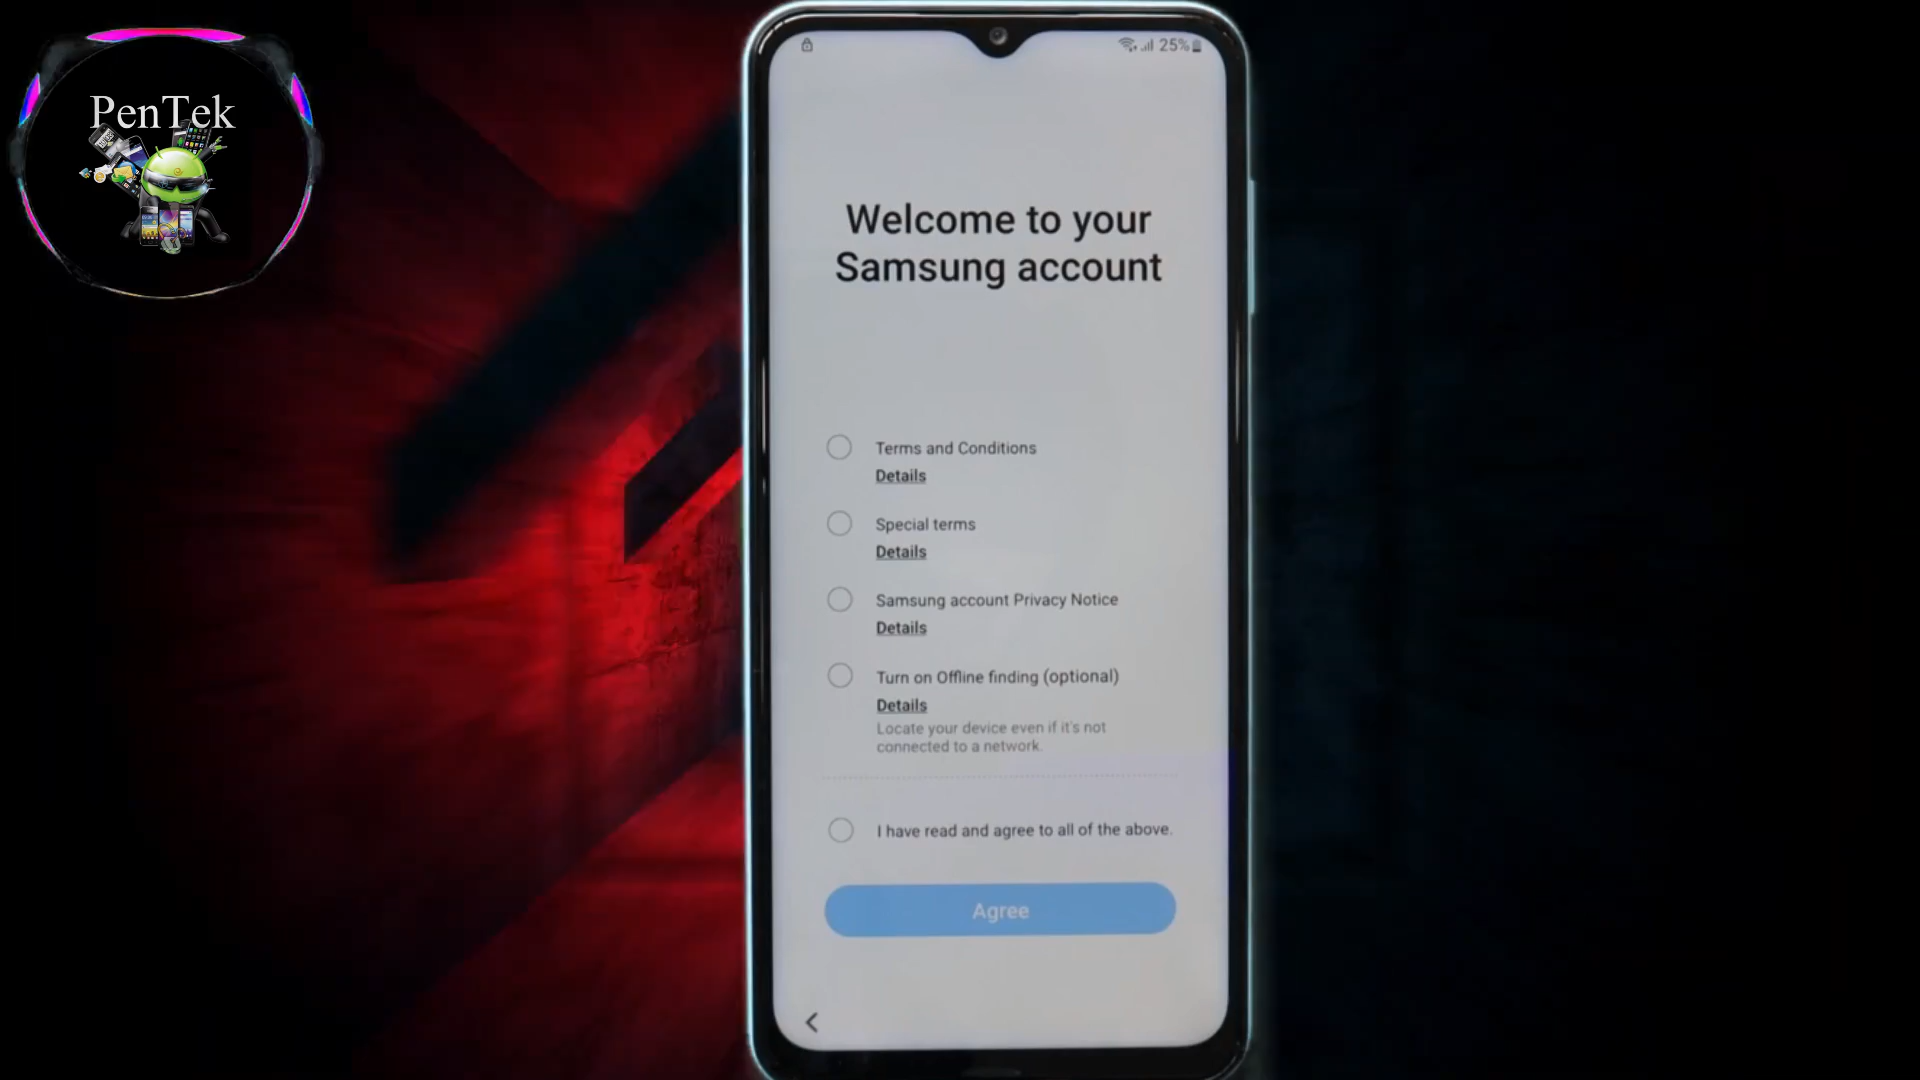 PenTek
25%
Welcome to your
Samsung account
Terms and Conditions
Details
Special terms
Details
Samsung account Privacy Notice
Details
Turn on Offline finding (optional)
Details
Locate your device even if it's not
connected to a network.
I have read and agree to all of the above.
Agree